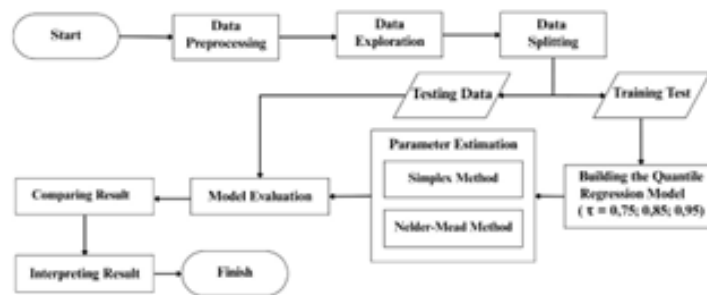 Start
Data
Preprocessing
Data
Exploration
Data
Splitting
Testing Data
Training Test
Parameter Estimation
Simplex Method
Nelder-Mead Method
Building the Quantile
Regression Model
( τ = 0,75; 0,85; 0,95)
Model Evaluation
Comparing Result
Interpreting Result
Finish